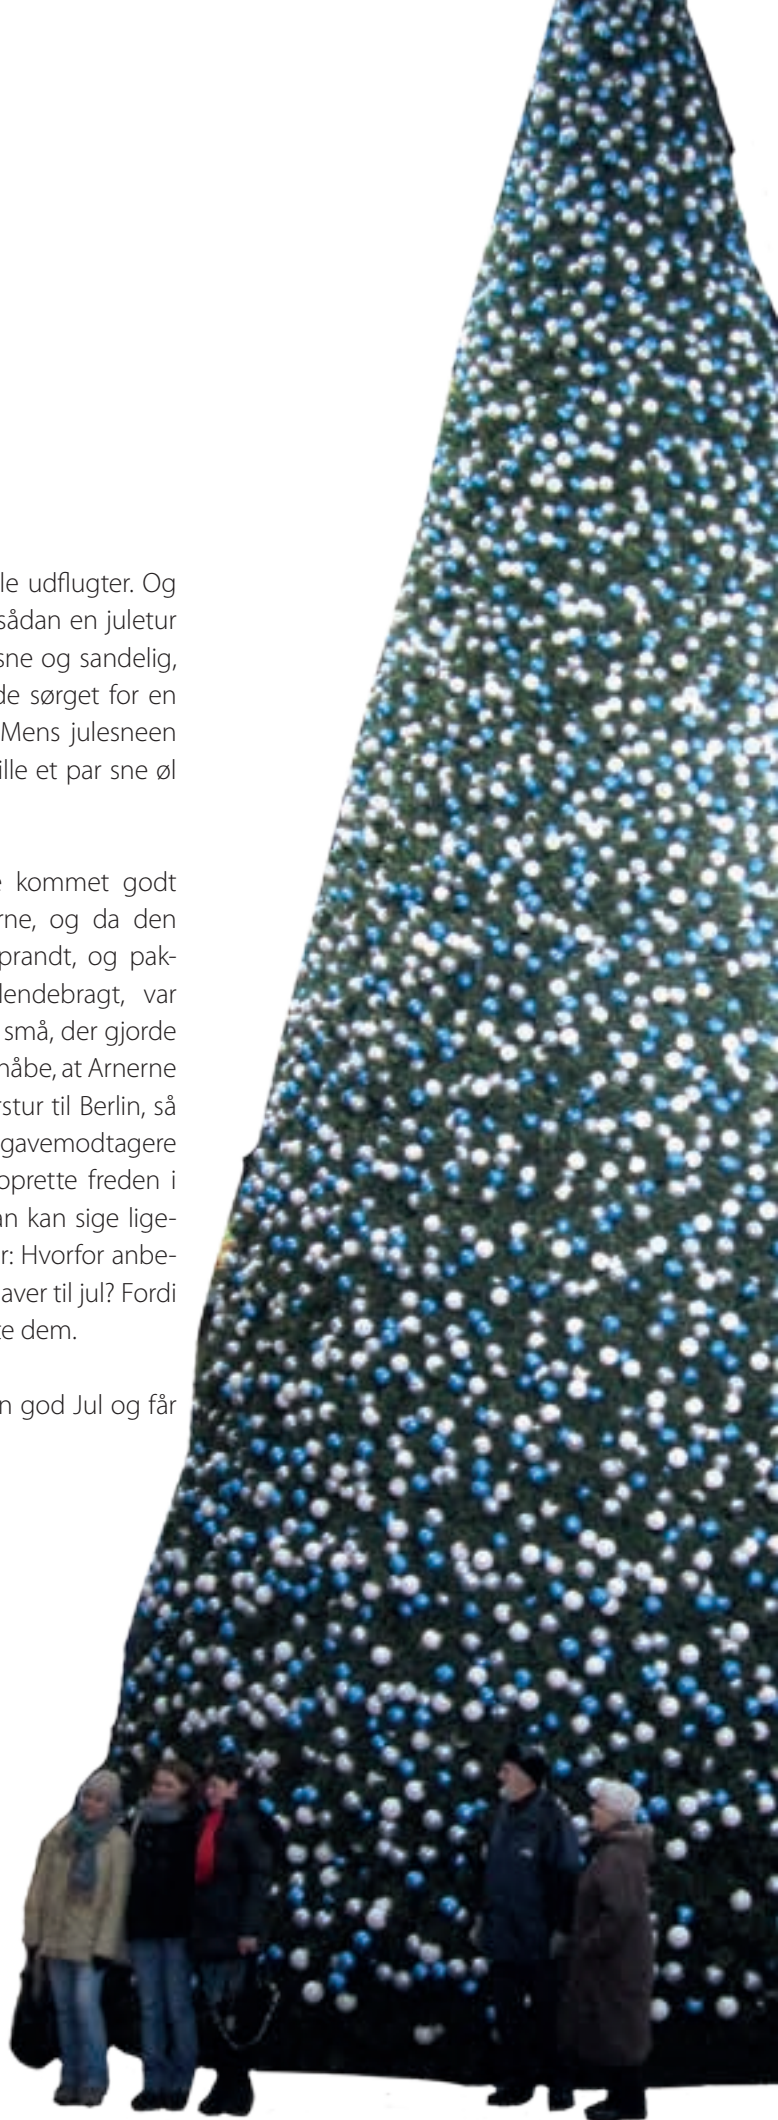 le udflugter. Og
sådan en juletur
sne og sandelig,
de sørget for en
Mens julesneen
ille et par sne øl
e kommet godt
rne, og da den
prandt, og pak-
lendebragt, var
små, der gjorde
håbe, at Arnerne
stur til Berlin, så
gavemodtagere
oprette freden i
an kan sige lige-
r: Hvorfor anbe-
aver til jul? Fordi
te dem.
n god Jul og får